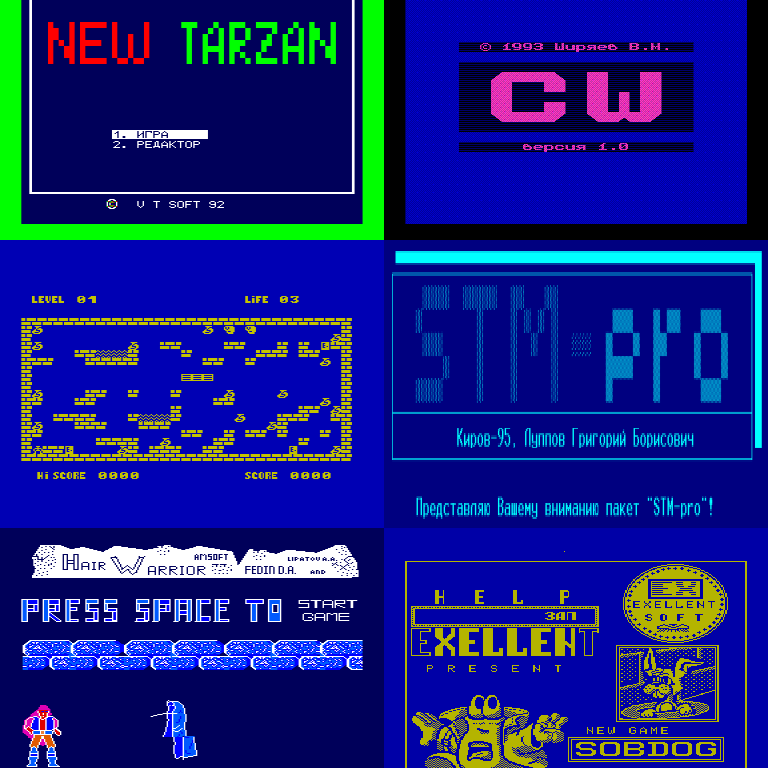 NEW TARZAN
1. ИГРА
2. РЕДАКТОР
© V T SOFT 92
© 1993 Ширяев В.М.
CW
версия 1.0
LEVEL 01 LiFE 03
Hi SCORE 0000 SCORE 0000
STM-pro
Киров-95, Луппов Григорий Борисович
Представляю Вашему вниманию пакет "STM-pro"!
HAIR WARRIOR AMSOFT FEDIN D.A. AND LIPATOV A.A.
PRESS SPACE TO START GAME
HELP
ЗАП
EXELLENT
PRESENT
EX
EXELLENT
SOFT
NEW GAME
SOBDOG